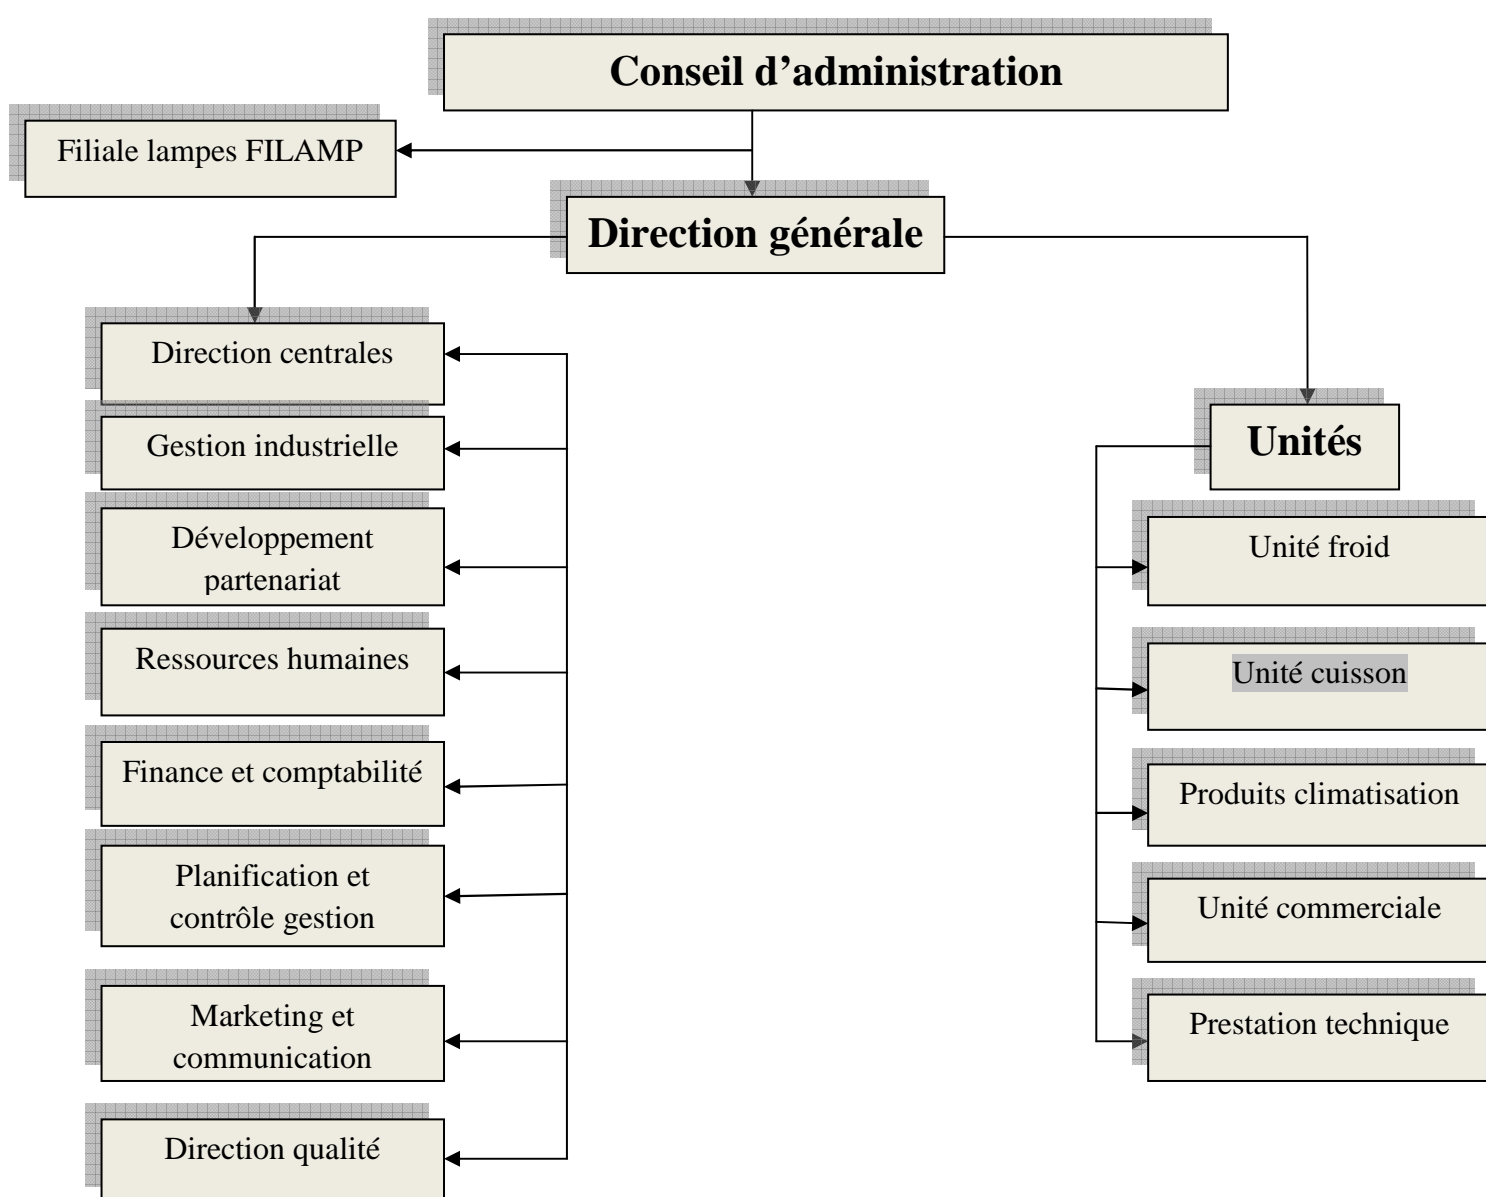 Conseil d’administration
Filiale lampes FILAMP
Direction générale
Direction centrales
Gestion industrielle
Développement
partenariat
Ressources humaines
Finance et comptabilité
Planification et
contrôle gestion
Marketing et
communication
Direction qualité
Unités
Unité froid
Unité cuisson
Produits climatisation
Unité commerciale
Prestation technique